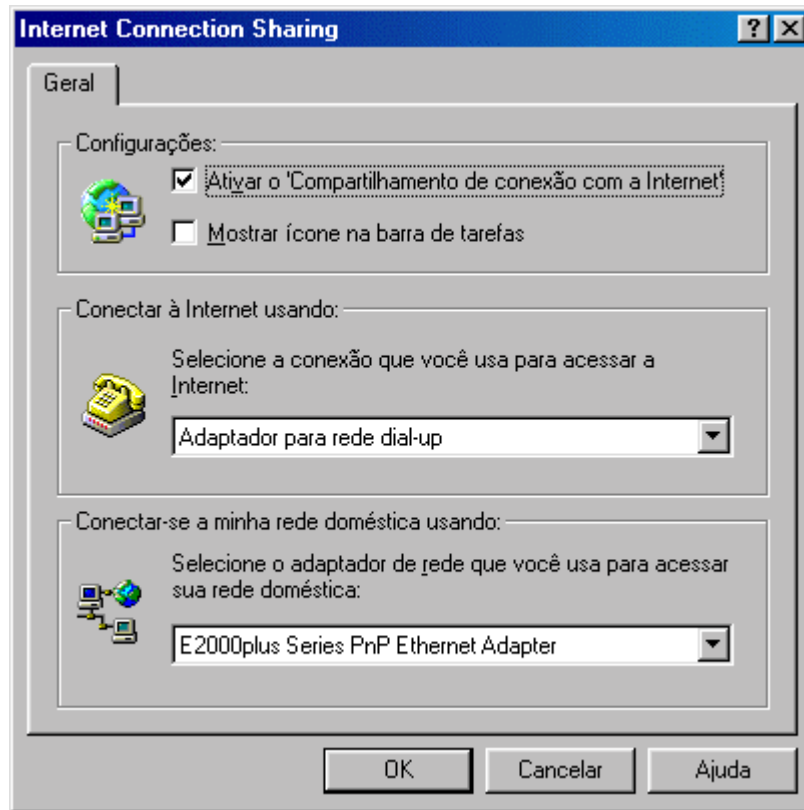 Internet Connection Sharing
Geral
Configurações:
Ativar o 'Compartilhamento de conexão com a Internet'
Mostrar ícone na barra de tarefas
Conectar à Internet usando:
Selecione a conexão que você usa para acessar a
Internet:
Adaptador para rede dial-up
Conectar-se a minha rede doméstica usando:
Selecione o adaptador de rede que você usa para acessar
sua rede doméstica:
E2000plus Series PnP Ethernet Adapter
OK Cancelar Ajuda